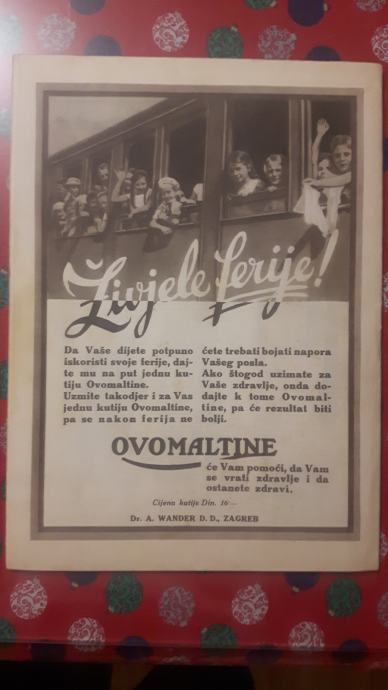 Živjele ferije!
Da Vaše dijete potpuno
iskoristi svoje ferije, daj-
te mu na put jednu ku-
tiju Ovomaltine.
Uzmite takodjer i za Vas
jednu kutiju Ovomaltine,
pa se nakon ferija ne
ćete trebati bojati napora
Vašeg posla.
Ako štogod uzimate za
Vaše zdravlje, onda do-
dajte k tome Ovomal-
tine, pa će rezultat biti
bolji.
OVOMALTINE
će Vam pomoći, da Vam
se vrati zdravlje i da
ostanete zdravi.
Cijena kutije Din. 16·—
Dr. A. WANDER D. D., ZAGREB